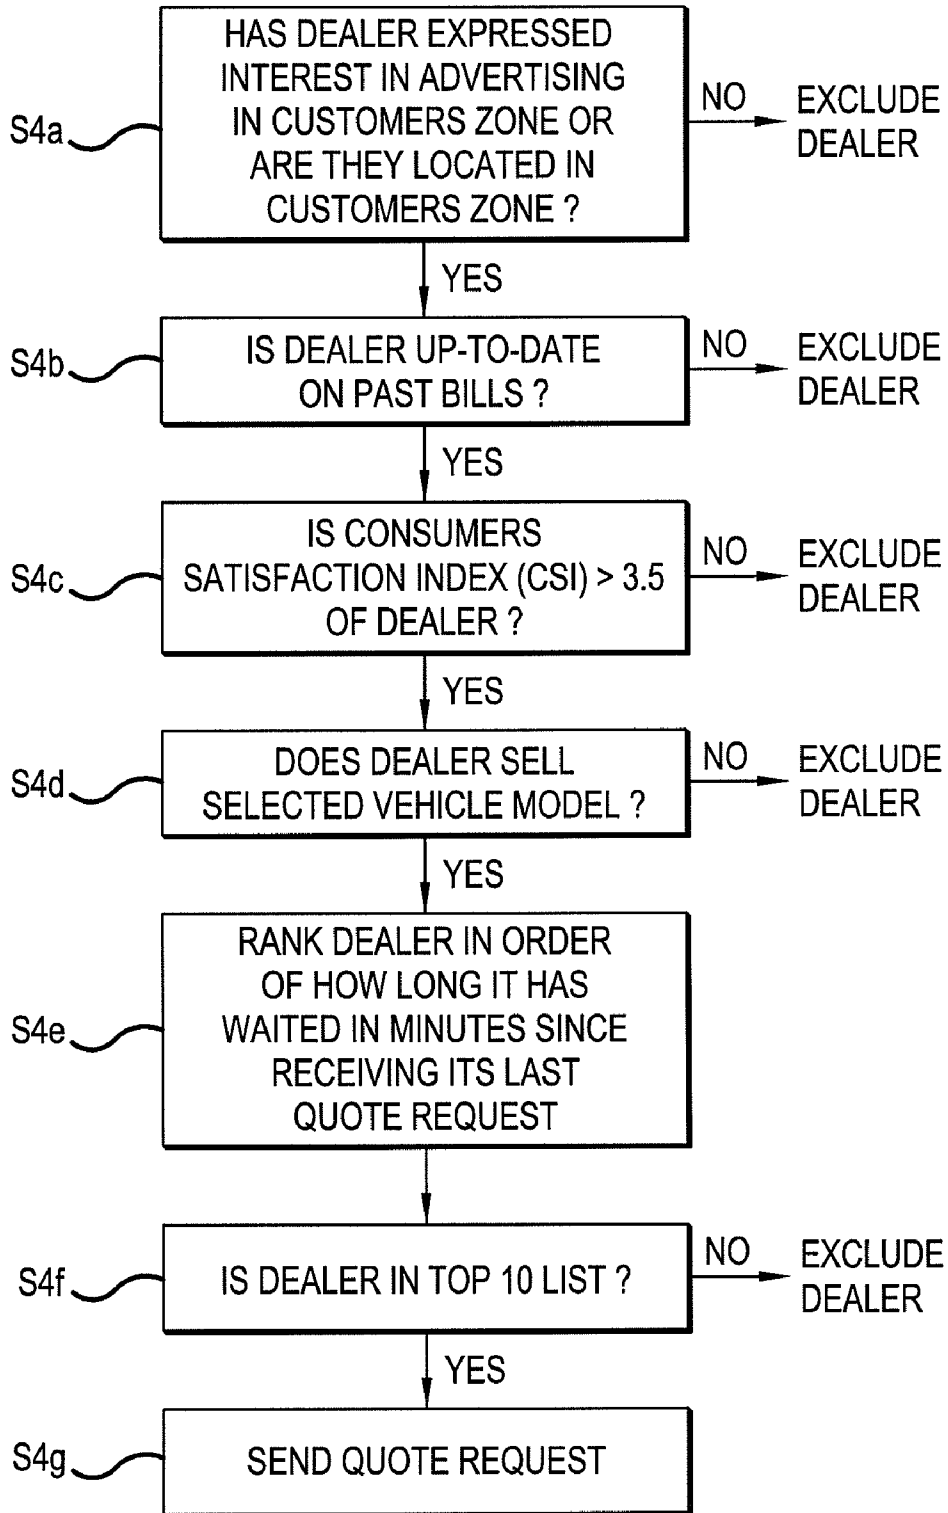 HAS DEALER EXPRESSED
INTEREST IN ADVERTISING
IN CUSTOMERS ZONE OR
ARE THEY LOCATED IN
CUSTOMERS ZONE ?
S4a
NO
EXCLUDE
DEALER
YES
IS DEALER UP-TO-DATE
ON PAST BILLS ?
S4b
NO
EXCLUDE
DEALER
YES
IS CONSUMERS
SATISFACTION INDEX (CSI) > 3.5
OF DEALER ?
S4c
NO
EXCLUDE
DEALER
YES
DOES DEALER SELL
SELECTED VEHICLE MODEL ?
S4d
NO
EXCLUDE
DEALER
YES
RANK DEALER IN ORDER
OF HOW LONG IT HAS
WAITED IN MINUTES SINCE
RECEIVING ITS LAST
QUOTE REQUEST
S4e
IS DEALER IN TOP 10 LIST ?
S4f
NO
EXCLUDE
DEALER
YES
SEND QUOTE REQUEST
S4g